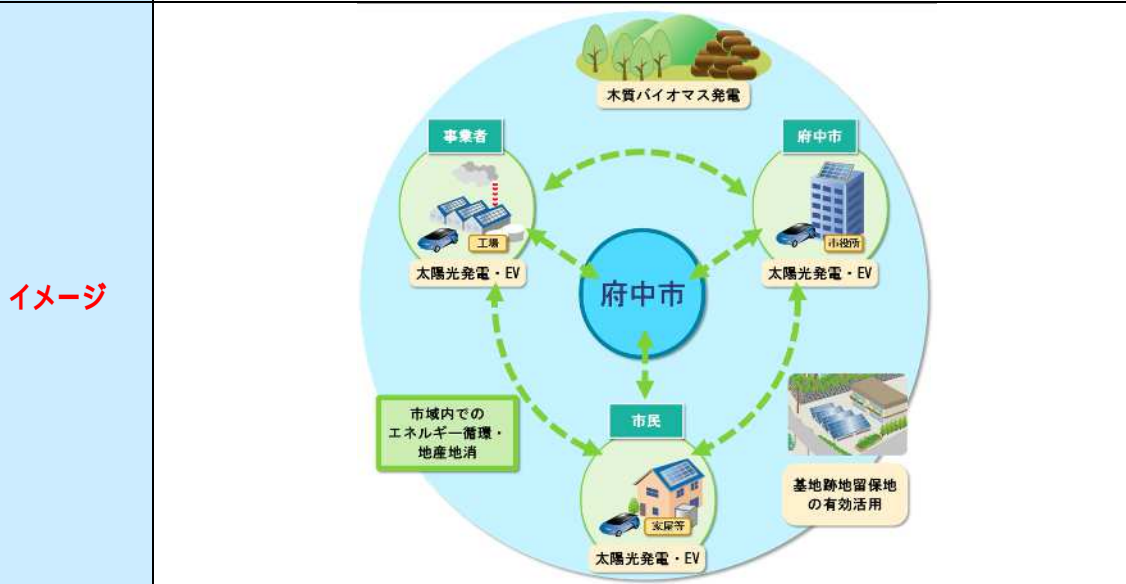 イメージ
木質バイオマス発電
事業者
工場
太陽光発電・EV
府中市
市役所
太陽光発電・EV
府中市
市域内での
エネルギー循環・
地産地消
市民
家屋等
太陽光発電・EV
基地跡地留保地
の有効活用